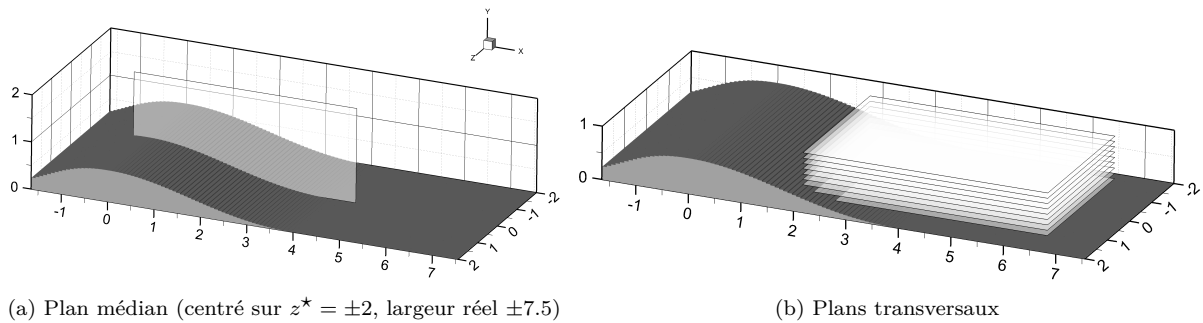 Y
X
Z
2
1
0
-1 0 1 2 3 4 5 6 7
2 1 0 -1 -2
1
0
-1 0 1 2 3 4 5 6 7
2 1 0 -1 -2
(a) Plan médian (centré sur z⋆ = ±2, largeur réel ±7.5)
(b) Plans transversaux